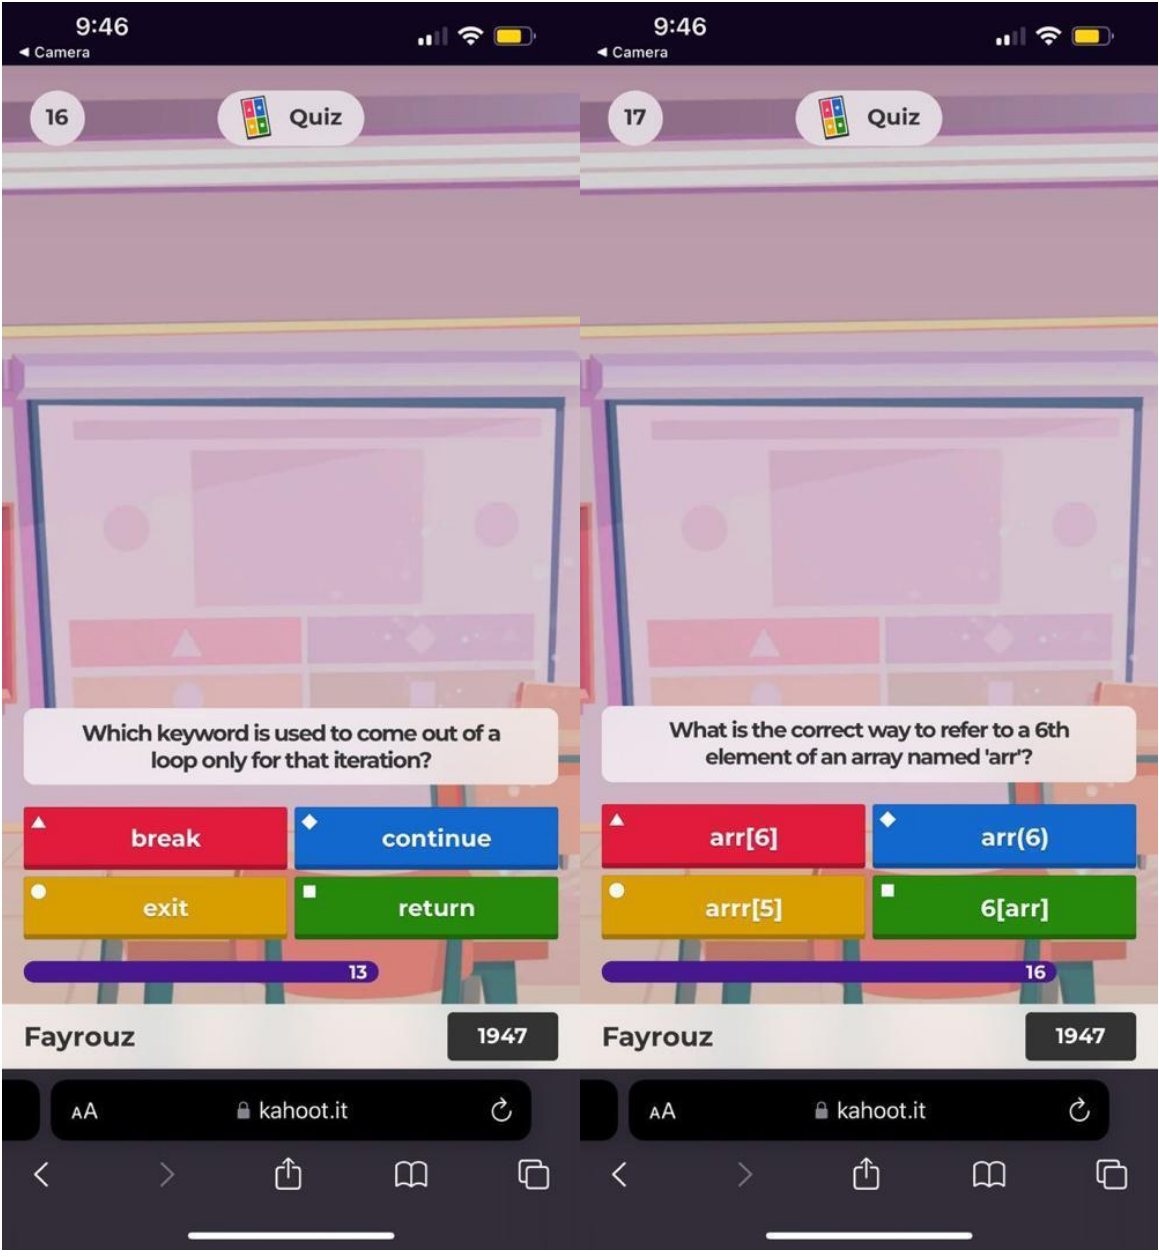 9:46
Camera
16
Quiz
Which keyword is used to come out of a
loop only for that iteration?
break
continue
exit
return
13
Fayrouz
1947
AA
kahoot.it
9:46
Camera
17
Quiz
What is the correct way to refer to a 6th
element of an array named 'arr'?
arr[6]
arr(6)
arrr[5]
6[arr]
16
Fayrouz
1947
AA
kahoot.it